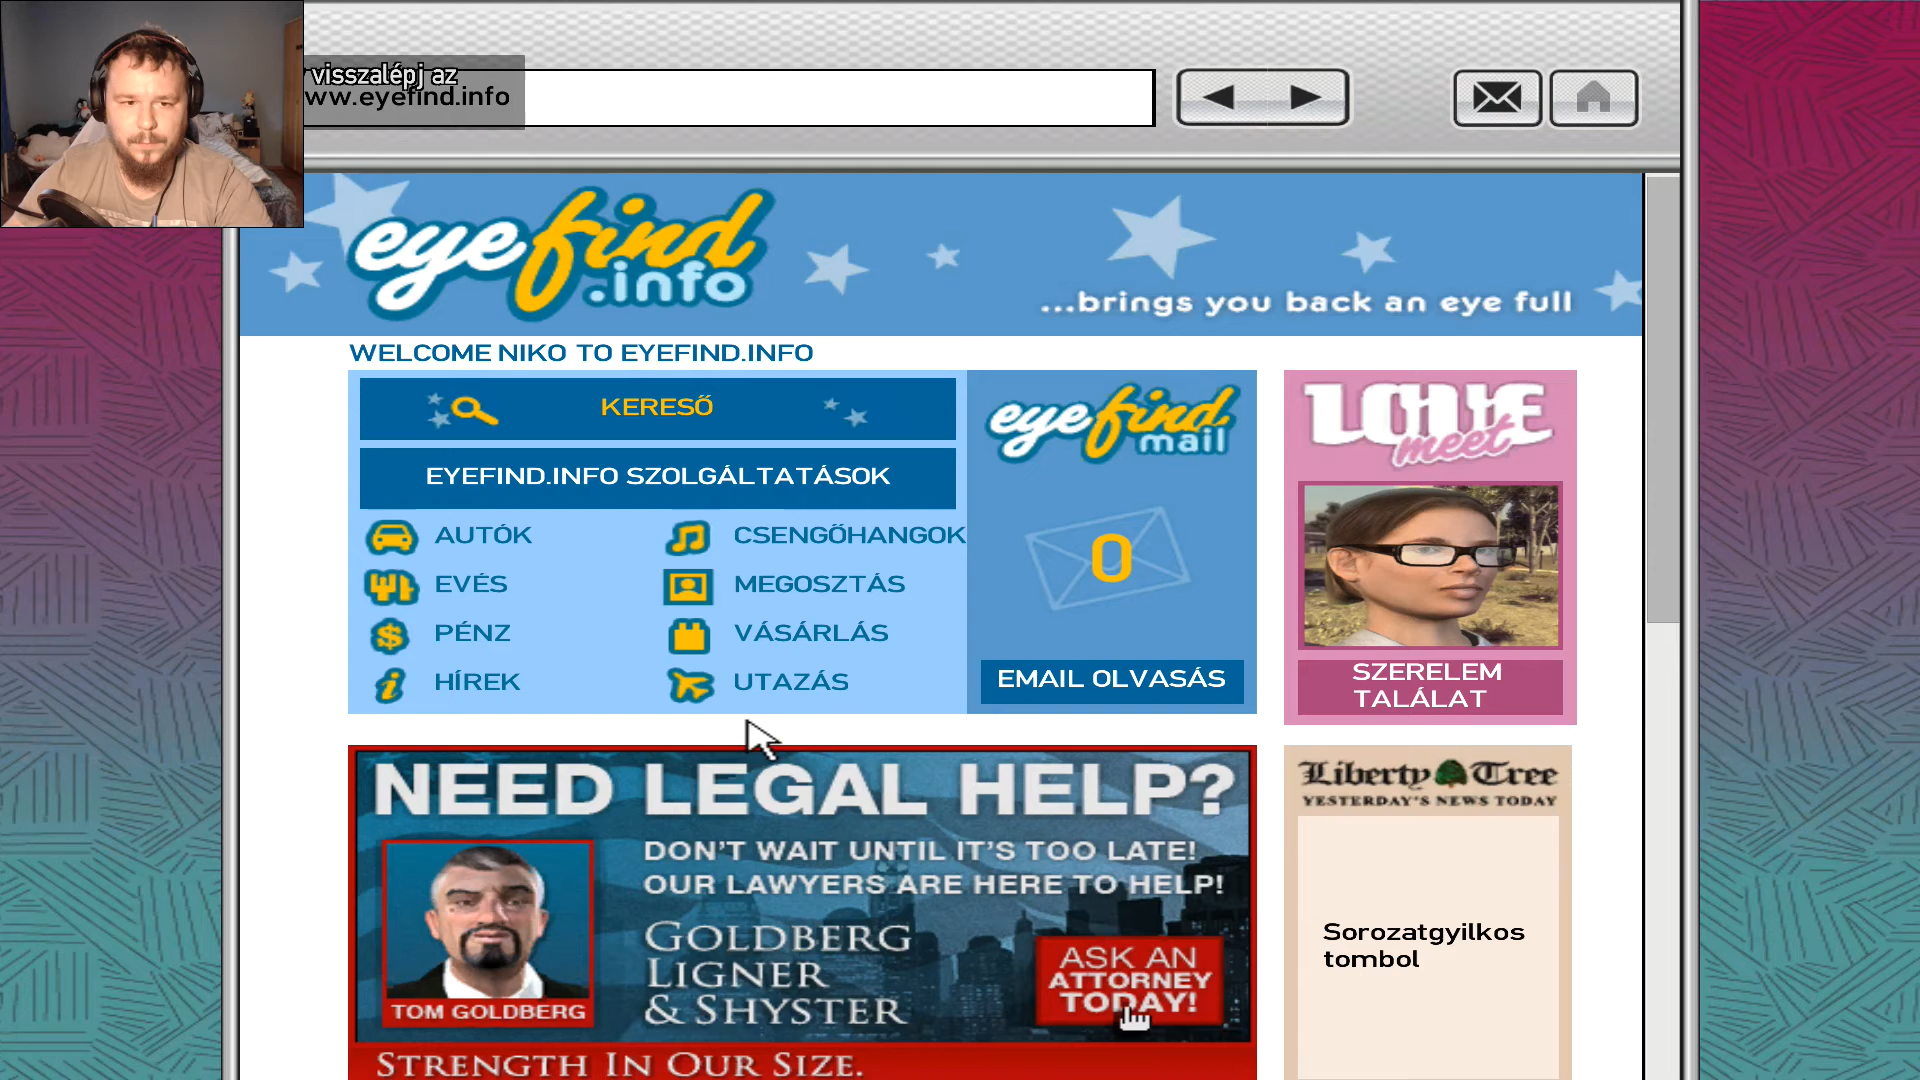 visszalépj az
www.eyefind.info
eyefind
.info
...brings you back an eye full
WELCOME NIKO TO EYEFIND.INFO
KERESŐ
EYEFIND.INFO SZOLGÁLTATÁSOK
AUTÓK
CSENGŐHANGOK
EVÉS
MEGOSZTÁS
PÉNZ
VÁSÁRLÁS
HÍREK
UTAZÁS
eyefind
mail
0
EMAIL OLVASÁS
LOVE
meet
SZERELEM
TALÁLAT
NEED LEGAL HELP?
DON'T WAIT UNTIL IT'S TOO LATE!
OUR LAWYERS ARE HERE TO HELP!
GOLDBERG
LIGNER
& SHYSTER
TOM GOLDBERG
ASK AN
ATTORNEY
TODAY!
STRENGTH IN OUR SIZE.
Liberty Tree
YESTERDAY'S NEWS TODAY
Sorozatgyilkos
tombol